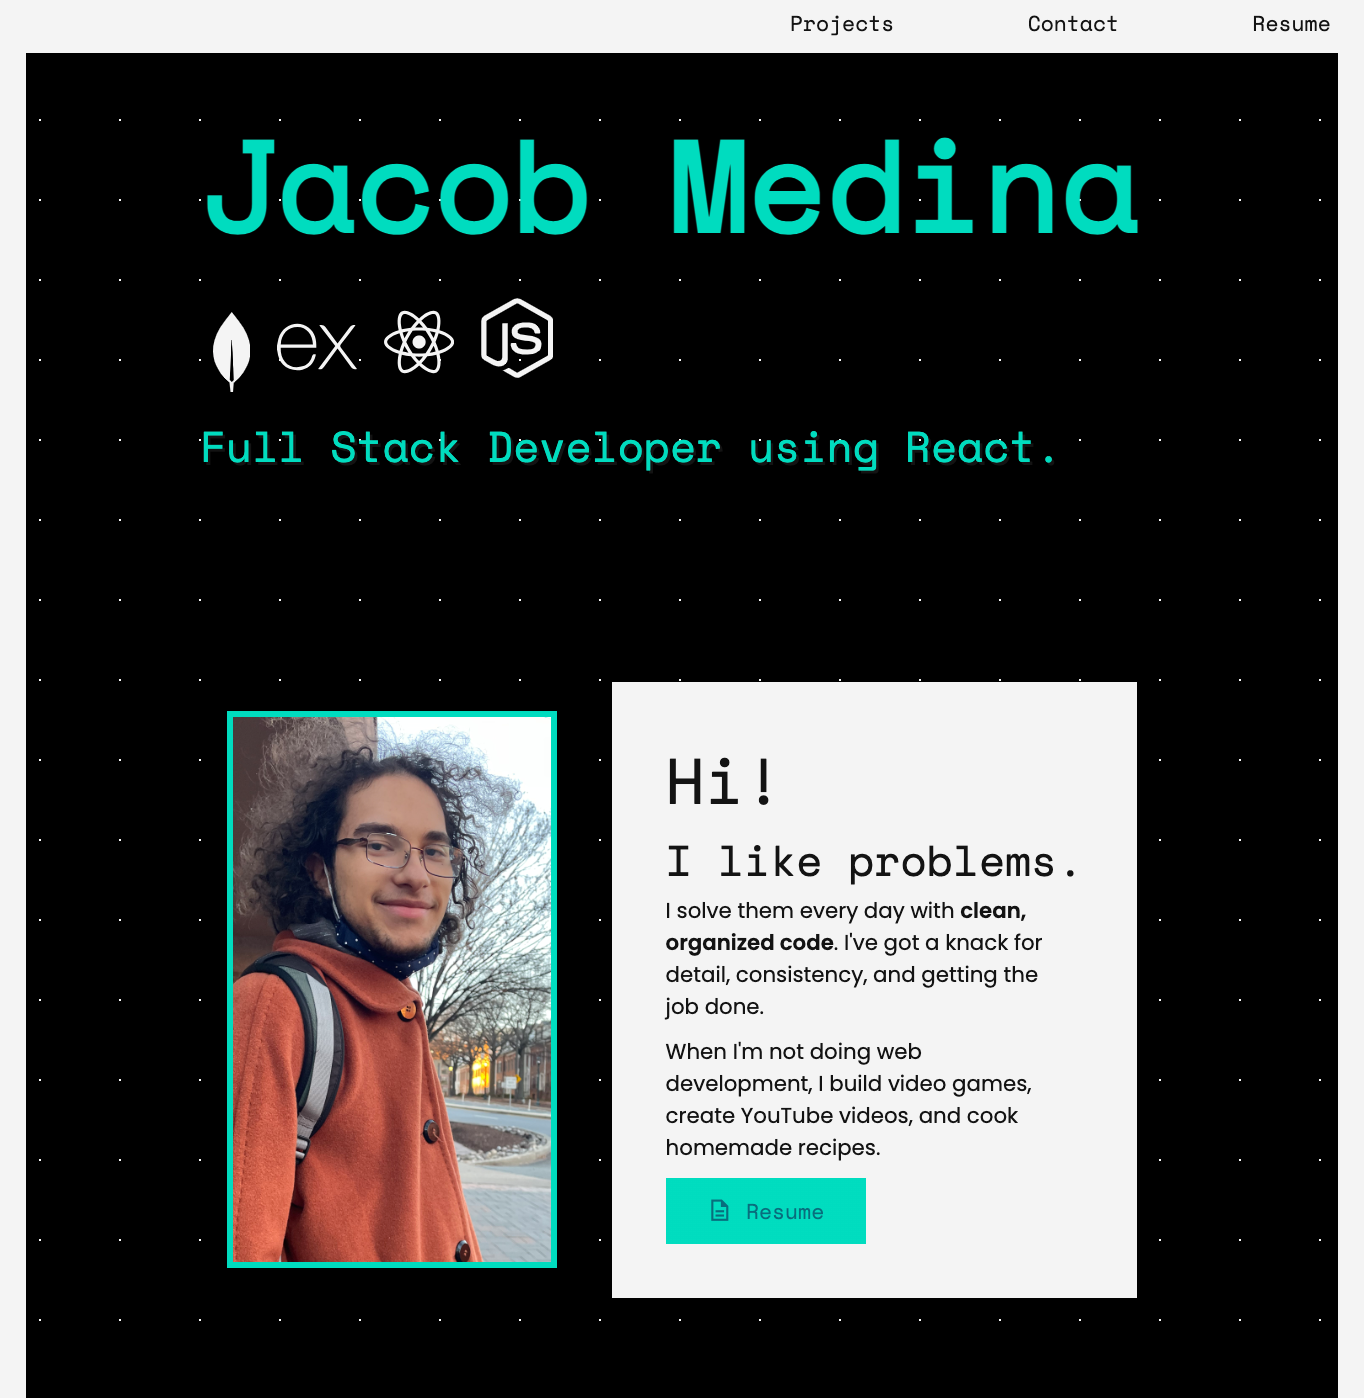 Projects Contact Resume
Jacob Medina
ex JS
Full Stack Developer using React.
Hi!
I like problems.
I solve them every day with clean,
organized code. I've got a knack for
detail, consistency, and getting the
job done.
When I'm not doing web
development, I build video games,
create YouTube videos, and cook
homemade recipes.
Resume